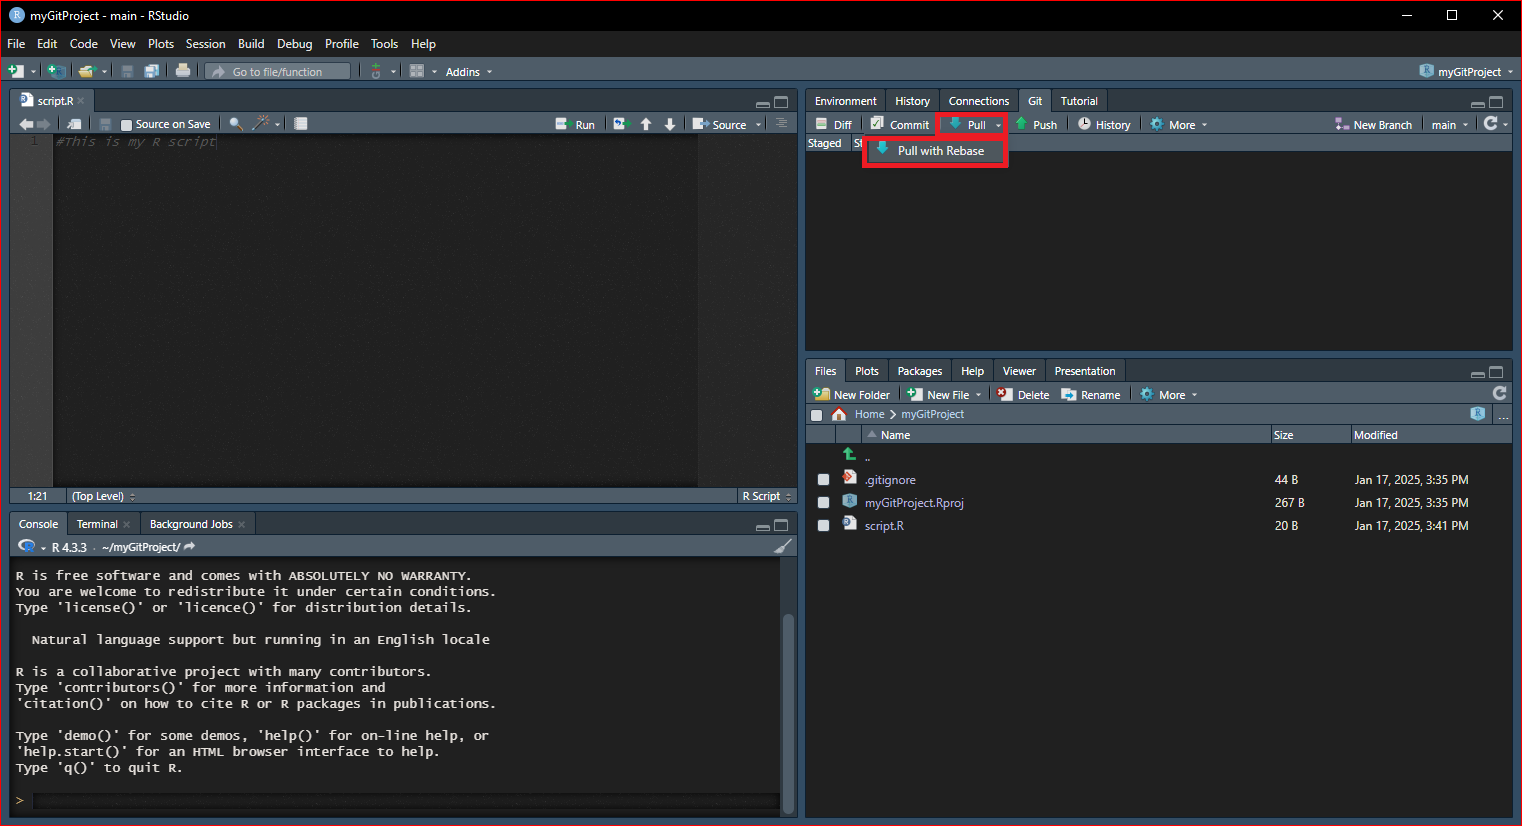 myGitProject - main - RStudio
File Edit Code View Plots Session Build Debug Profile Tools Help
Go to file/function Addins myGitProject
script.R
Source on Save Run Source
1 #This is my R script
1:21 (Top Level) R Script
Console Terminal Background Jobs
R 4.3.3 · ~/myGitProject/
R is free software and comes with ABSOLUTELY NO WARRANTY.
You are welcome to redistribute it under certain conditions.
Type 'license()' or 'licence()' for distribution details.
Natural language support but running in an English locale
R is a collaborative project with many contributors.
Type 'contributors()' for more information and
'citation()' on how to cite R or R packages in publications.
Type 'demo()' for some demos, 'help()' for on-line help, or
'help.start()' for an HTML browser interface to help.
Type 'q()' to quit R.
>
Environment History Connections Git Tutorial
Diff Commit Pull Push History More New Branch main
Staged St
Pull with Rebase
Files Plots Packages Help Viewer Presentation
New Folder New File Delete Rename More
Home myGitProject ...
Name Size Modified
..
.gitignore 44 B Jan 17, 2025, 3:35 PM
myGitProject.Rproj 267 B Jan 17, 2025, 3:35 PM
script.R 20 B Jan 17, 2025, 3:41 PM